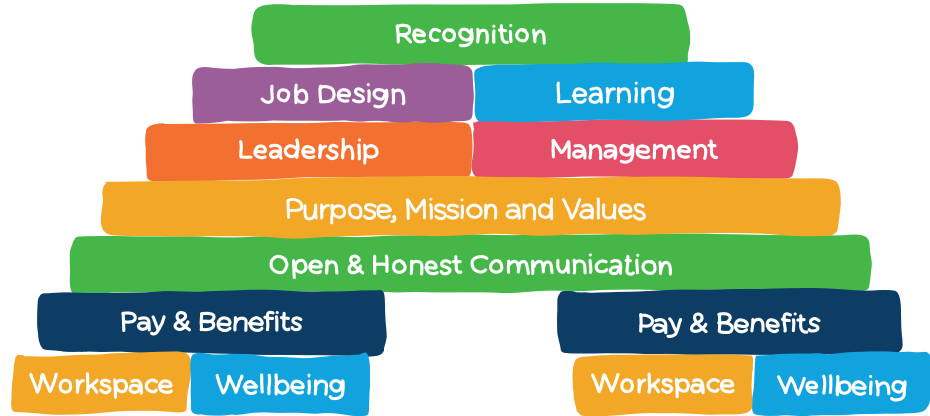 Recognition
Job Design
Learning
Leadership
Management
Purpose, Mission and Values
Open & Honest Communication
Pay & Benefits
Pay & Benefits
Workspace
Wellbeing
Workspace
Wellbeing